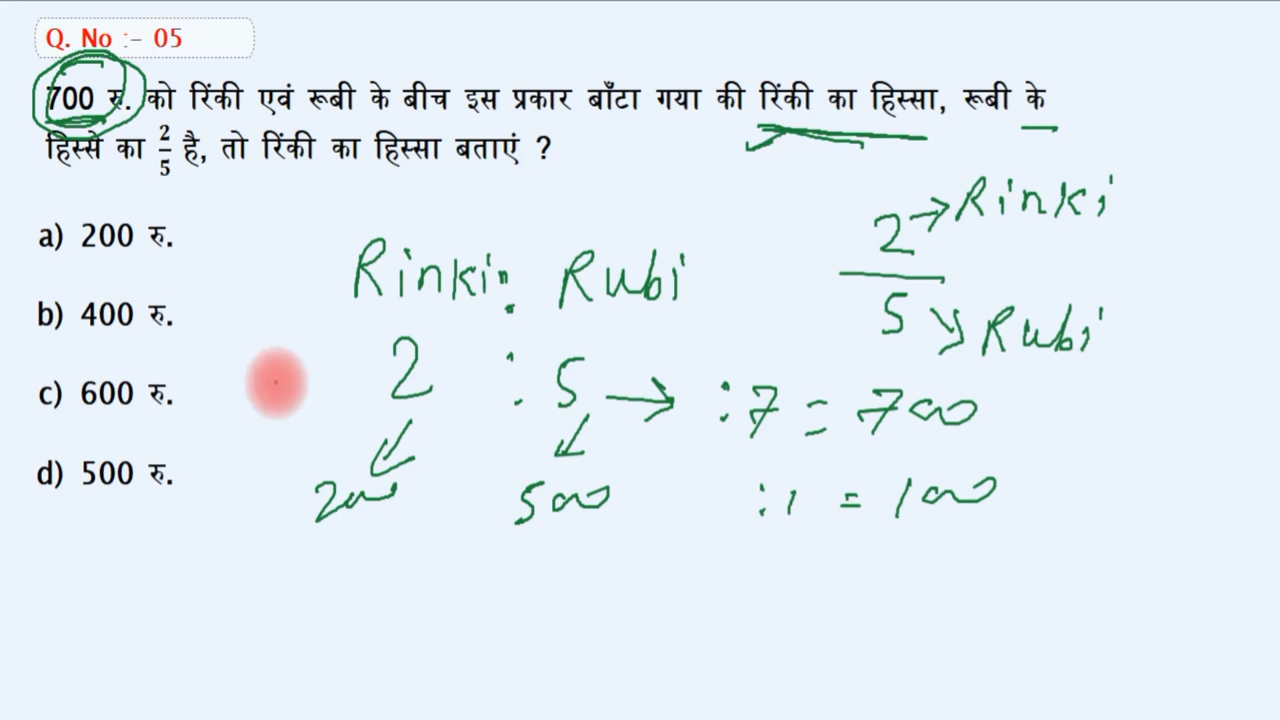 Q. No :- 05
700 रु. को रिंकी एवं रूबी के बीच इस प्रकार बाँटा गया की रिंकी का हिस्सा, रूबी के
हिस्से का 2/5 है, तो रिंकी का हिस्सा बताएं ?
a) 200 रु.
b) 400 रु.
c) 600 रु.
d) 500 रु.
2 → Rinki
5 → Rubi
Rinki : Rubi
2 : 5 → : 7 = 700
200 500 : 1 = 100